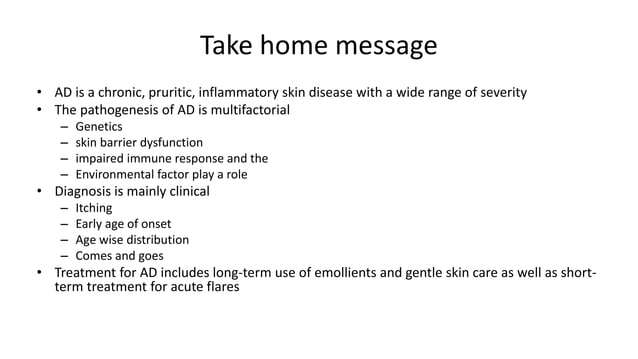 Take home message
• AD is a chronic, pruritic, inflammatory skin disease with a wide range of severity
• The pathogenesis of AD is multifactorial
– Genetics
– skin barrier dysfunction
– impaired immune response and the
– Environmental factor play a role
• Diagnosis is mainly clinical
– Itching
– Early age of onset
– Age wise distribution
– Comes and goes
• Treatment for AD includes long-term use of emollients and gentle skin care as well as short-
term treatment for acute flares